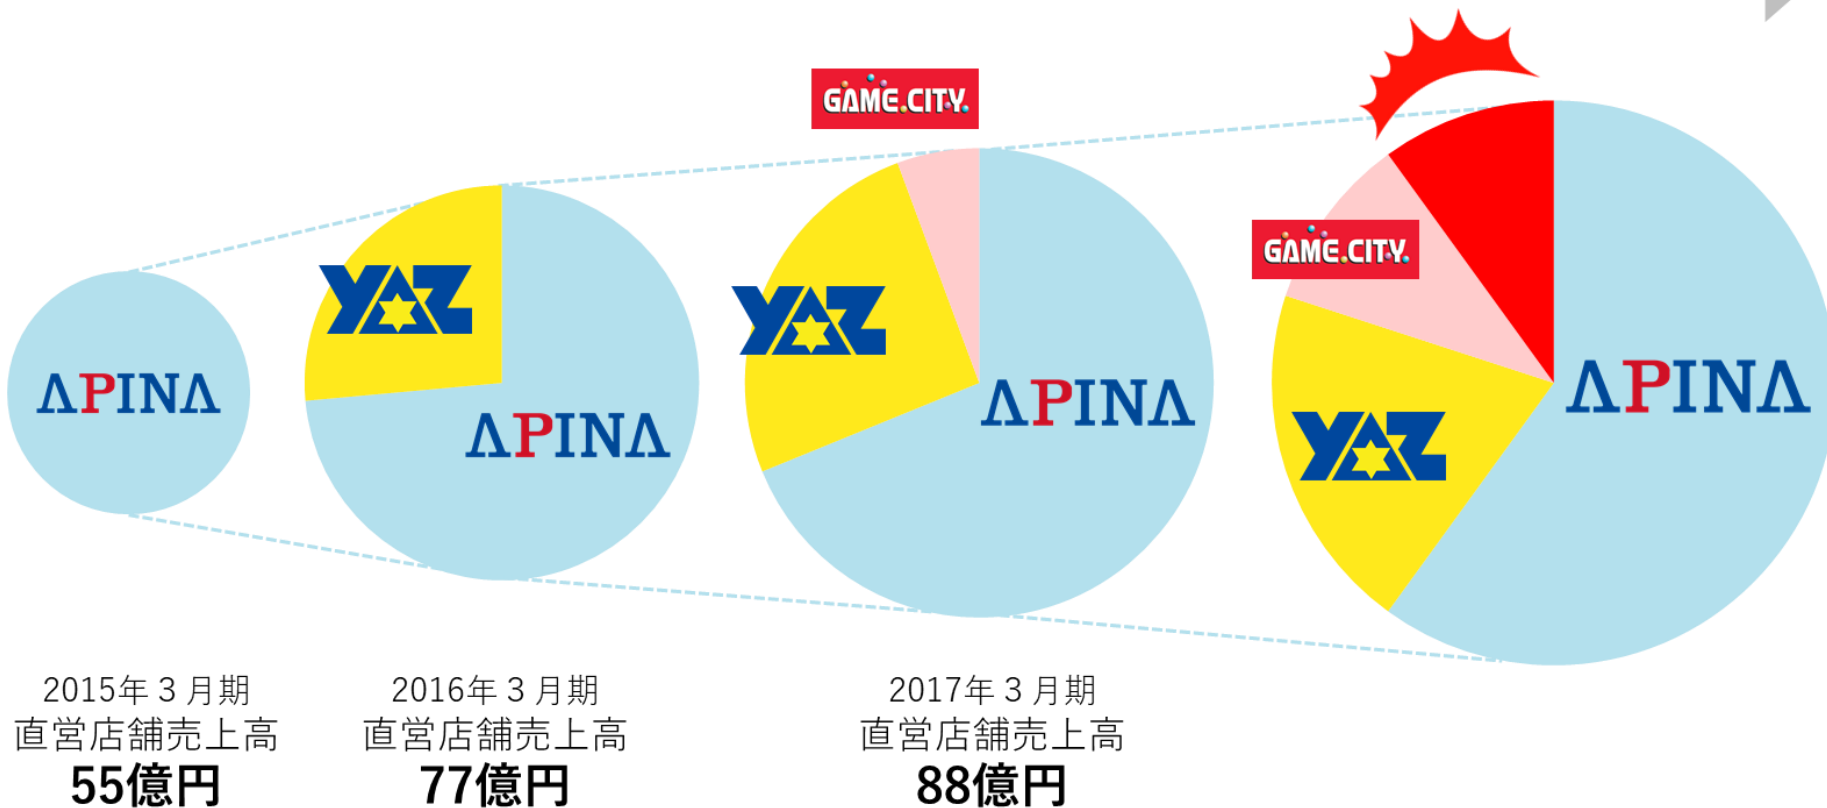 GAME.CITY.
GAME.CITY.
YAZ
YAZ
YAZ
APINA
APINA
APINA
APINA
2015年３月期
直営店舗売上高
55億円
2016年３月期
直営店舗売上高
77億円
2017年３月期
直営店舗売上高
88億円